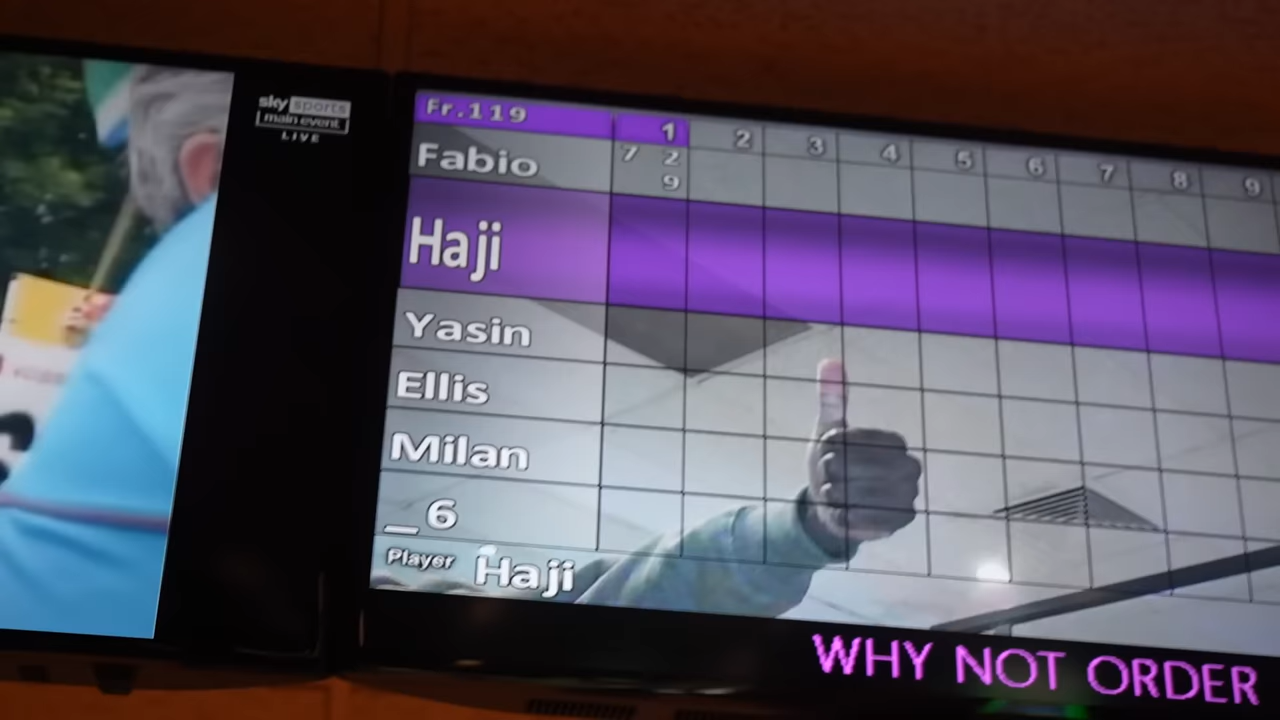 sky sports
main event
LIVE
Fr.119 1 2 3 4 5 6 7 8 9
Fabio 7 2
9
Haji
Yasin
Ellis
Milan
_6
Player Haji
WHY NOT ORDER